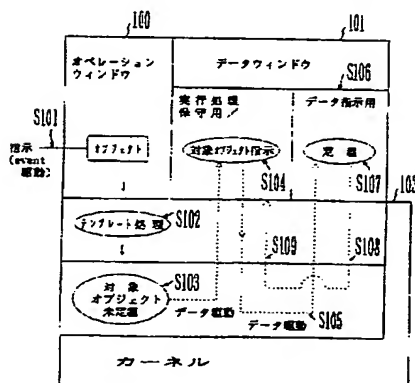 100
101
オペレーション
ウィンドウ
データウィンドウ
S106
S101
実行処理
保守用/
データ指示用
指示
(event
駆動)
オブジェクト
対象オブジェクト指示
定 理
S104
S107
103
テンプレート処理
S102
S109
S108
対 象
オブジェクト
未定理
S103
データ駆動
データ駆動
S105
カーネル